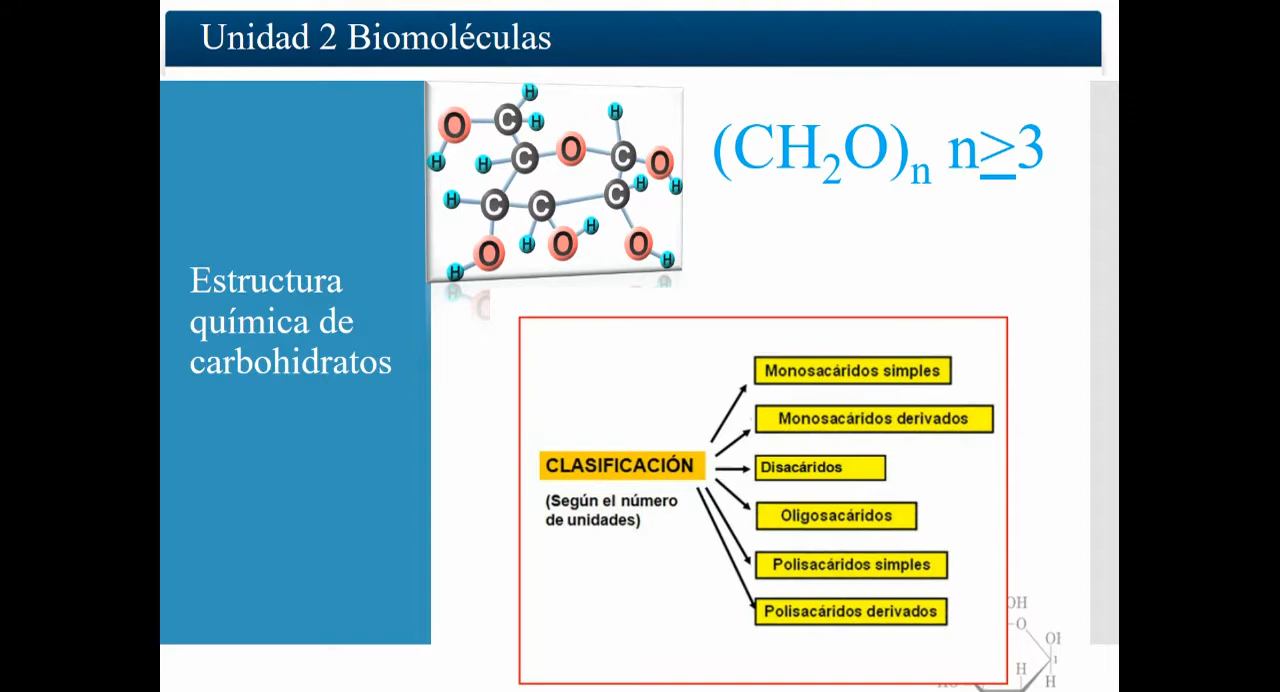 Unidad 2 Biomoléculas
Estructura
química de
carbohidratos
H
O C H
H H C O C O
H C H H
H C C
O H O H O
H H
(CH₂O)ₙ n≥3
CLASIFICACIÓN
(Según el número
de unidades)
Monosacáridos simples
Monosacáridos derivados
Disacáridos
Oligosacáridos
Polisacáridos simples
Polisacáridos derivados
OH
O
H
H